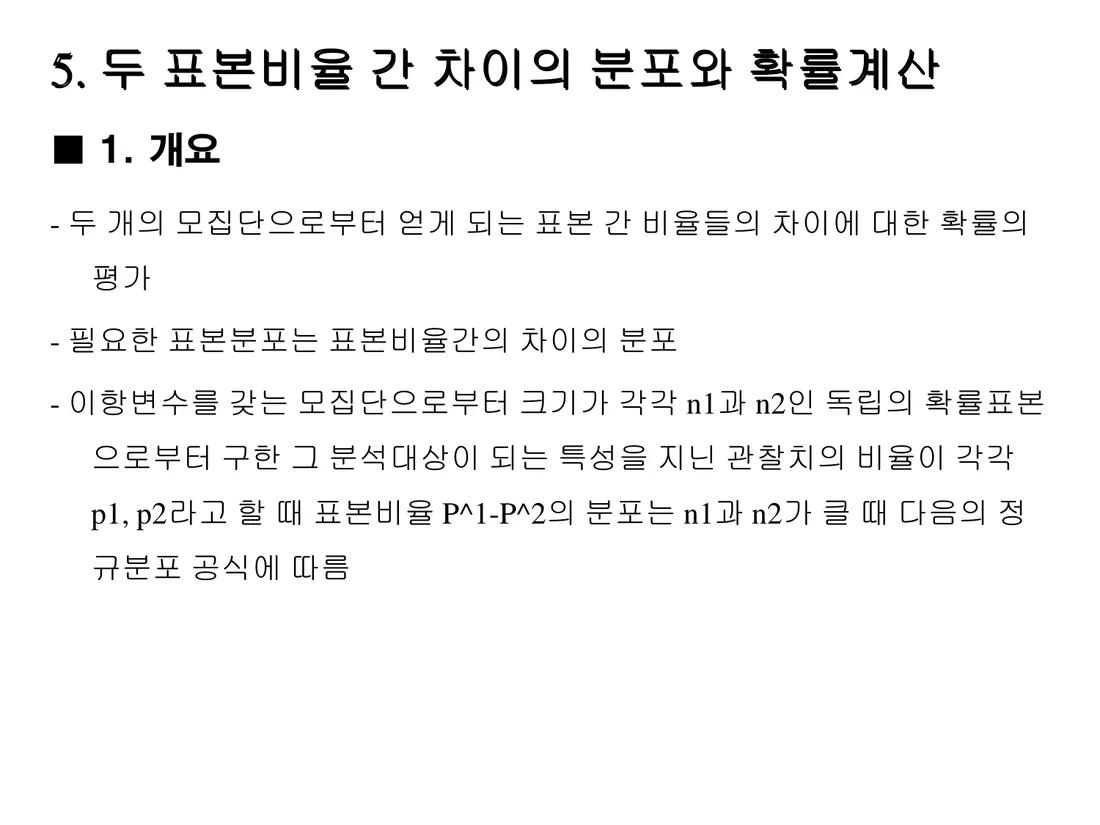 5. 두 표본비율 간 차이의 분포와 확률계산
■ 1. 개요
- 두 개의 모집단으로부터 얻게 되는 표본 간 비율들의 차이에 대한 확률의
평가
- 필요한 표본분포는 표본비율간의 차이의 분포
- 이항변수를 갖는 모집단으로부터 크기가 각각 n1과 n2인 독립의 확률표본
으로부터 구한 그 분석대상이 되는 특성을 지닌 관찰치의 비율이 각각
p1, p2라고 할 때 표본비율 P^1-P^2의 분포는 n1과 n2가 클 때 다음의 정
규분포 공식에 따름